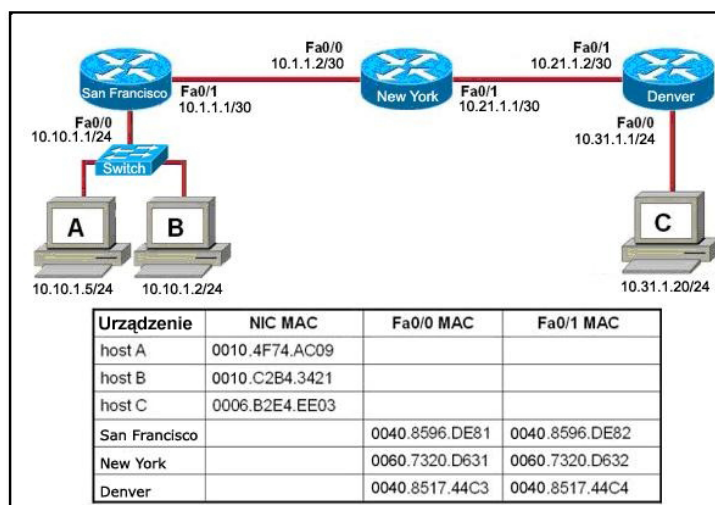 Fa0/0
10.1.1.2/30
Fa0/1
10.21.1.2/30
San Francisco
Fa0/1
10.1.1.1/30
New York
Fa0/1
10.21.1.1/30
Denver
Fa0/0
10.10.1.1/24
Fa0/0
10.31.1.1/24
Switch
A
B
C
10.10.1.5/24
10.10.1.2/24
10.31.1.20/24
Urządzenie NIC MAC Fa0/0 MAC Fa0/1 MAC
host A 0010.4F74.AC09
host B 0010.C2B4.3421
host C 0006.B2E4.EE03
San Francisco 0040.8596.DE81 0040.8596.DE82
New York 0060.7320.D631 0060.7320.D632
Denver 0040.8517.44C3 0040.8517.44C4